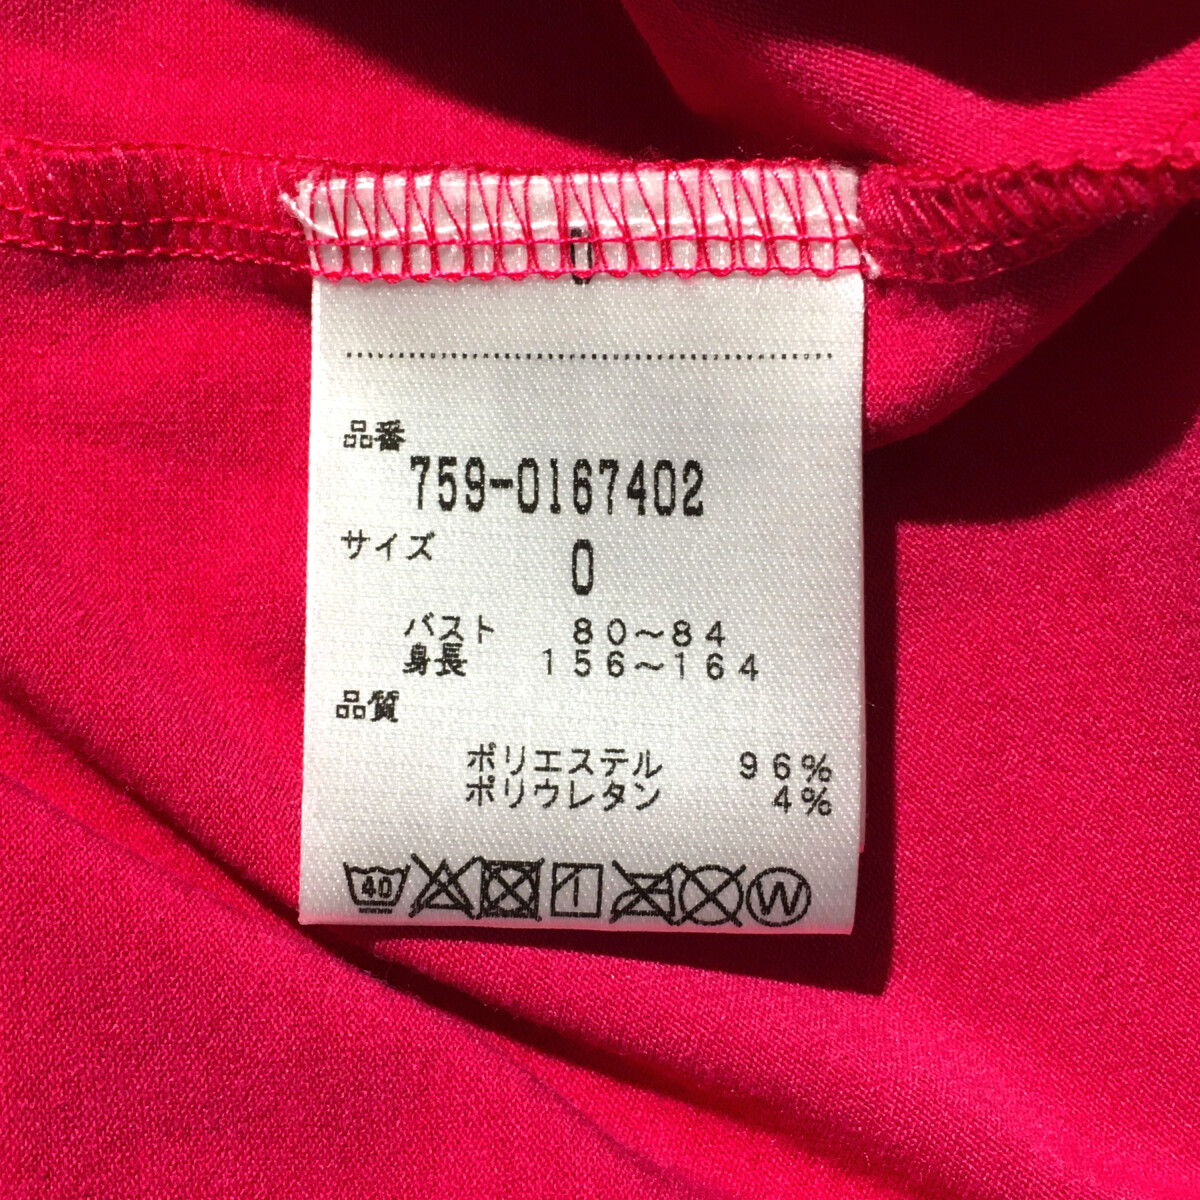 品番
759-0167402
サイズ 0
バスト 80～84
身長 156～164
品質
ポリエステル 96%
ポリウレタン 4%
40 W